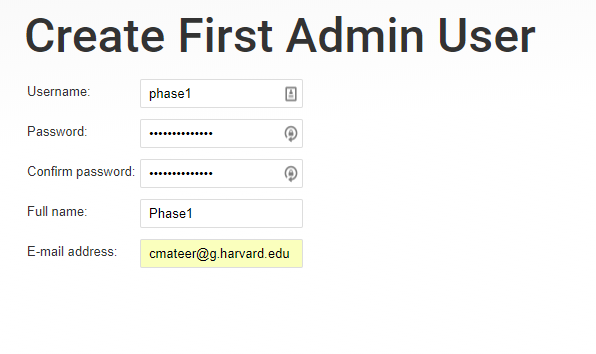 Create First Admin User
Username: phase1
Password: ••••••••••••••
Confirm password: ••••••••••••••
Full name: Phase1
E-mail address: cmateer@g.harvard.edu